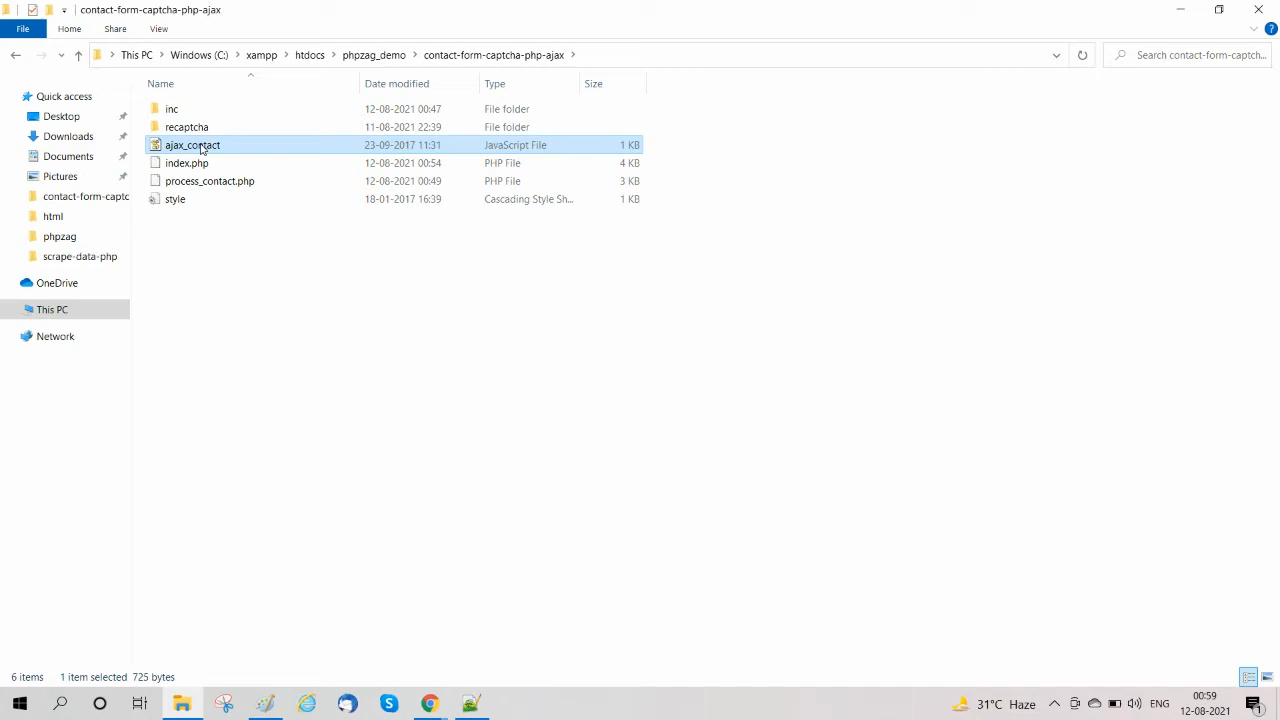 contact-form-captcha-php-ajax
File Home Share View
This PC Windows (C:) xampp htdocs phpzag_demo contact-form-captcha-php-ajax Search contact-form-captch...
Name Date modified Type Size
Quick access
Desktop
Downloads
Documents
Pictures
contact-form-captc
html
phpzag
scrape-data-php
OneDrive
This PC
Network
inc 12-08-2021 00:47 File folder
recaptcha 11-08-2021 22:39 File folder
ajax_contact 23-09-2017 11:31 JavaScript File 1 KB
index.php 12-08-2021 00:54 PHP File 4 KB
process_contact.php 12-08-2021 00:49 PHP File 3 KB
style 18-01-2017 16:39 Cascading Style Sh... 1 KB
6 items 1 item selected 725 bytes
31°C Haze ENG 00:59
12-08-2021